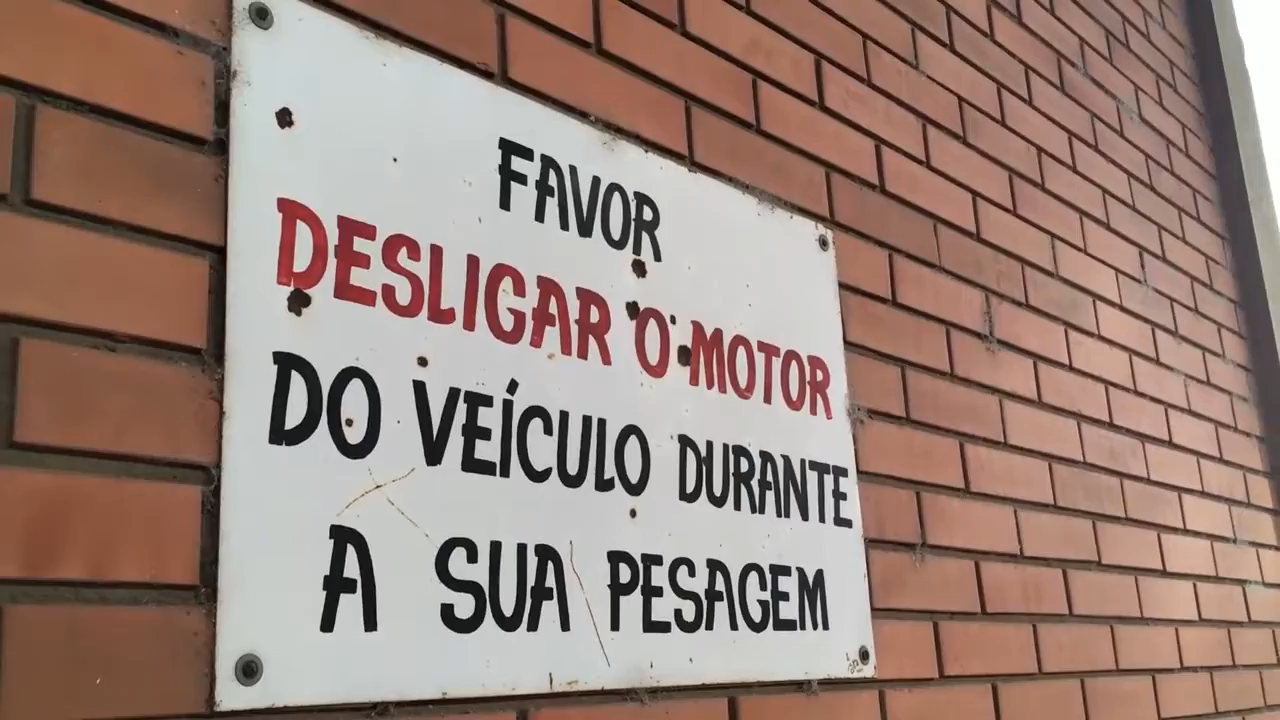 FAVOR
DESLIGAR O MOTOR
DO VEÍCULO DURANTE
A SUA PESAGEM